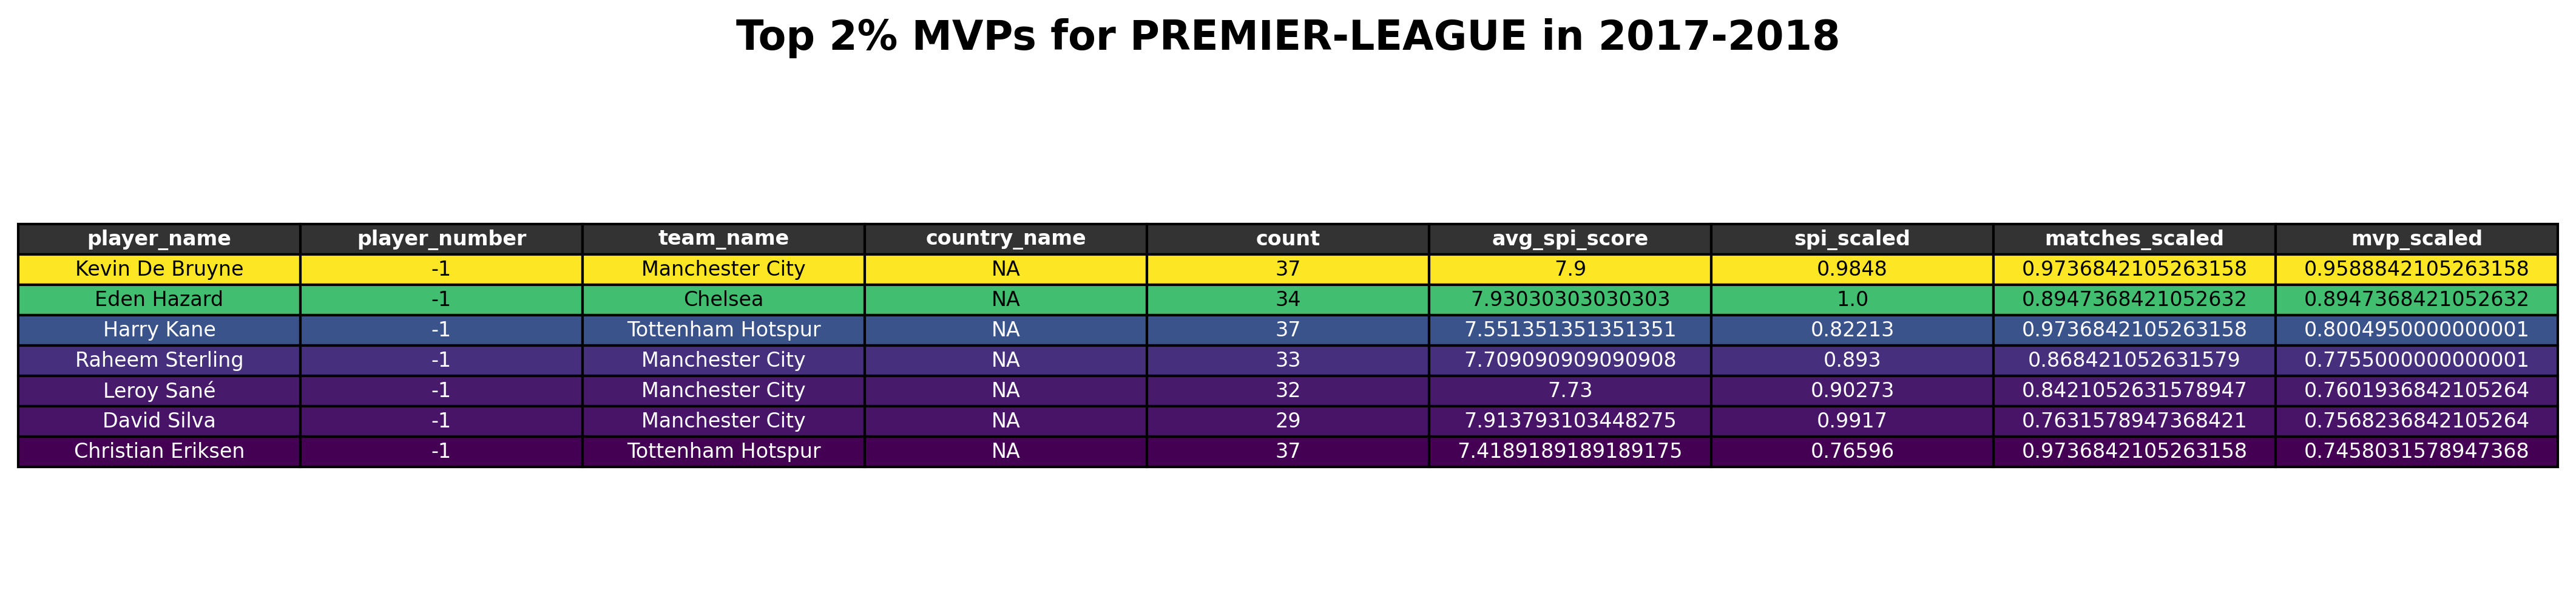 Top 2% MVPs for PREMIER-LEAGUE in 2017-2018
player_name player_number team_name country_name count avg_spi_score spi_scaled matches_scaled mvp_scaled
Kevin De Bruyne -1 Manchester City NA 37 7.9 0.9848 0.9736842105263158 0.9588842105263158
Eden Hazard -1 Chelsea NA 34 7.93030303030303 1.0 0.8947368421052632 0.8947368421052632
Harry Kane -1 Tottenham Hotspur NA 37 7.551351351351351 0.82213 0.9736842105263158 0.8004950000000001
Raheem Sterling -1 Manchester City NA 33 7.709090909090908 0.893 0.868421052631579 0.7755000000000001
Leroy Sané -1 Manchester City NA 32 7.73 0.90273 0.8421052631578947 0.7601936842105264
David Silva -1 Manchester City NA 29 7.913793103448275 0.9917 0.7631578947368421 0.7568236842105264
Christian Eriksen -1 Tottenham Hotspur NA 37 7.4189189189189175 0.76596 0.9736842105263158 0.7458031578947368